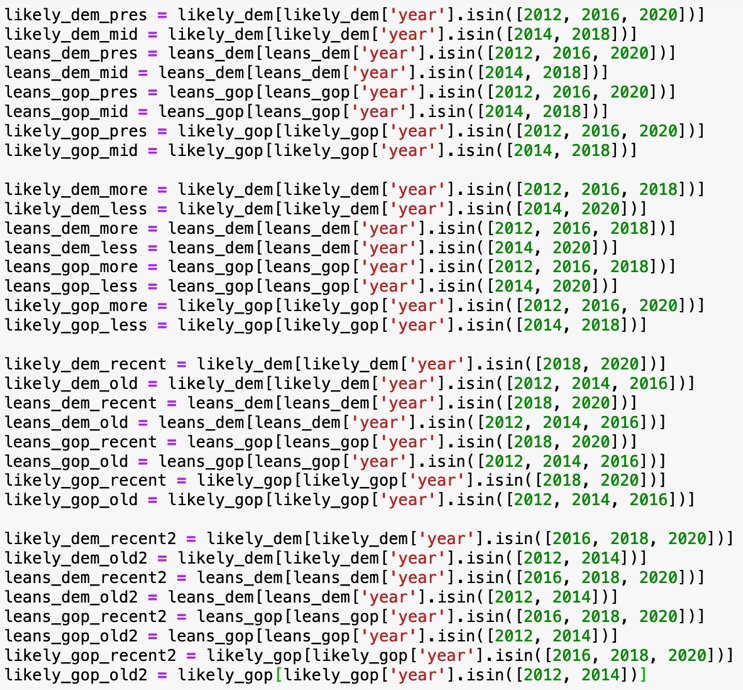 likely_dem_pres = likely_dem[likely_dem['year'].isin([2012, 2016, 2020])]
likely_dem_mid = likely_dem[likely_dem['year'].isin([2014, 2018])]
leans_dem_pres = leans_dem[leans_dem['year'].isin([2012, 2016, 2020])]
leans_dem_mid = leans_dem[leans_dem['year'].isin([2014, 2018])]
leans_gop_pres = leans_gop[leans_gop['year'].isin([2012, 2016, 2020])]
leans_gop_mid = leans_gop[leans_gop['year'].isin([2014, 2018])]
likely_gop_pres = likely_gop[likely_gop['year'].isin([2012, 2016, 2020])]
likely_gop_mid = likely_gop[likely_gop['year'].isin([2014, 2018])]

likely_dem_more = likely_dem[likely_dem['year'].isin([2012, 2016, 2018])]
likely_dem_less = likely_dem[likely_dem['year'].isin([2014, 2020])]
leans_dem_more = leans_dem[leans_dem['year'].isin([2012, 2016, 2018])]
leans_dem_less = leans_dem[leans_dem['year'].isin([2014, 2020])]
leans_gop_more = leans_gop[leans_gop['year'].isin([2012, 2016, 2018])]
leans_gop_less = leans_gop[leans_gop['year'].isin([2014, 2020])]
likely_gop_more = likely_gop[likely_gop['year'].isin([2012, 2016, 2020])]
likely_gop_less = likely_gop[likely_gop['year'].isin([2014, 2018])]

likely_dem_recent = likely_dem[likely_dem['year'].isin([2018, 2020])]
likely_dem_old = likely_dem[likely_dem['year'].isin([2012, 2014, 2016])]
leans_dem_recent = leans_dem[leans_dem['year'].isin([2018, 2020])]
leans_dem_old = leans_dem[leans_dem['year'].isin([2012, 2014, 2016])]
leans_gop_recent = leans_gop[leans_gop['year'].isin([2018, 2020])]
leans_gop_old = leans_gop[leans_gop['year'].isin([2012, 2014, 2016])]
likely_gop_recent = likely_gop[likely_gop['year'].isin([2018, 2020])]
likely_gop_old = likely_gop[likely_gop['year'].isin([2012, 2014, 2016])]

likely_dem_recent2 = likely_dem[likely_dem['year'].isin([2016, 2018, 2020])]
likely_dem_old2 = likely_dem[likely_dem['year'].isin([2012, 2014])]
leans_dem_recent2 = leans_dem[leans_dem['year'].isin([2016, 2018, 2020])]
leans_dem_old2 = leans_dem[leans_dem['year'].isin([2012, 2014])]
leans_gop_recent2 = leans_gop[leans_gop['year'].isin([2016, 2018, 2020])]
leans_gop_old2 = leans_gop[leans_gop['year'].isin([2012, 2014])]
likely_gop_recent2 = likely_gop[likely_gop['year'].isin([2016, 2018, 2020])]
likely_gop_old2 = likely_gop[likely_gop['year'].isin([2012, 2014])]